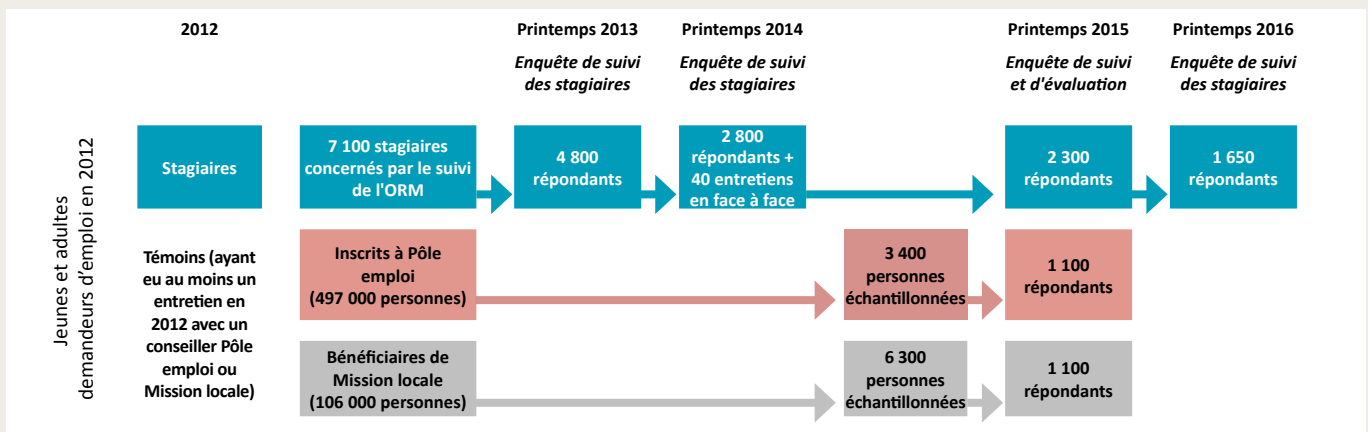 2012
Printemps 2013
Printemps 2014
Printemps 2015
Printemps 2016
Enquête de suivi
des stagiaires
Enquête de suivi
des stagiaires
Enquête de suivi
et d'évaluation
Enquête de suivi
des stagiaires
Jeunes et adultes
demandeurs d’emploi en 2012
Stagiaires
7 100 stagiaires
concernés par le suivi
de l'ORM
4 800
répondants
2 800
répondants +
40 entretiens
en face à face
2 300
répondants
1 650
répondants
Témoins (ayant
eu au moins un
entretien en
2012 avec un
conseiller Pôle
emploi ou
Mission locale)
Inscrits à Pôle
emploi
(497 000 personnes)
3 400
personnes
échantillonnées
1 100
répondants
Bénéficiaires de
Mission locale
(106 000 personnes)
6 300
personnes
échantillonnées
1 100
répondants